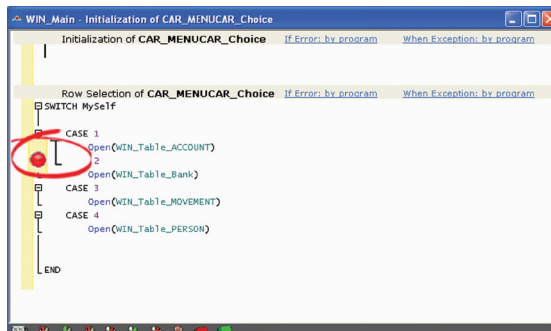 WIN_Main - Initialization of CAR_MENUCAR_Choice
Initialization of CAR_MENUCAR_Choice If Error: by program When Exception: by program
Row Selection of CAR_MENUCAR_Choice If Error: by program When Exception: by program
SWITCH MySelf
CASE 1
Open(WIN_Table_ACCOUNT)
2
Open(WIN_Table_Bank)
CASE 3
Open(WIN_Table_MOVEMENT)
CASE 4
Open(WIN_Table_PERSON)
END